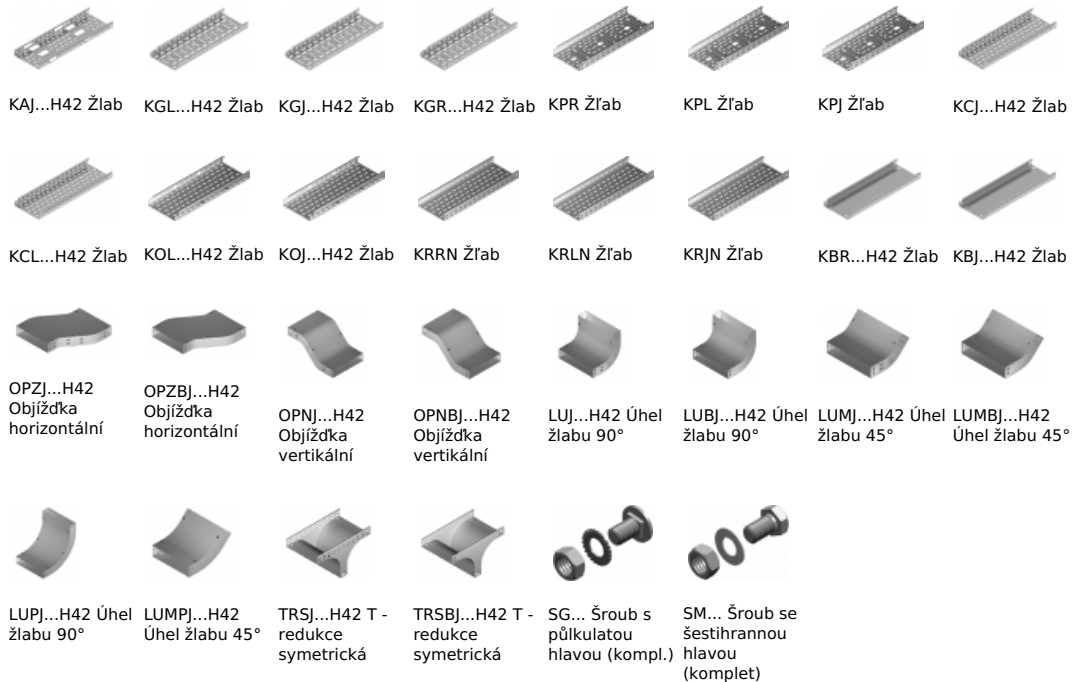 KAJ...H42 Žlab
KGL...H42 Žlab
KGJ...H42 Žlab
KGR...H42 Žlab
KPR Žľab
KPL Žľab
KPJ Žľab
KCJ...H42 Žlab
KCL...H42 Žlab
KOL...H42 Žlab
KOJ...H42 Žlab
KRRN Žľab
KRLN Žľab
KRJN Žľab
KBR...H42 Žlab
KBJ...H42 Žlab
OPZJ...H42
Objížďka
horizontální
OPZBJ...H42
Objížďka
horizontální
OPNJ...H42
Objížďka
vertikální
OPNBJ...H42
Objížďka
vertikální
LUJ...H42 Úhel
žlabu 90°
LUBJ...H42 Úhel
žlabu 90°
LUMJ...H42 Úhel
žlabu 45°
LUMBJ...H42
Úhel žlabu 45°
LUPJ...H42 Úhel
žlabu 90°
LUMPJ...H42
Úhel žlabu 45°
TRSJ...H42 T -
redukce
symetrická
TRSBJ...H42 T -
redukce
symetrická
SG... Šroub s
půlkulatou
hlavou (kompl.)
SM... Šroub se
šestihrannou
hlavou
(komplet)